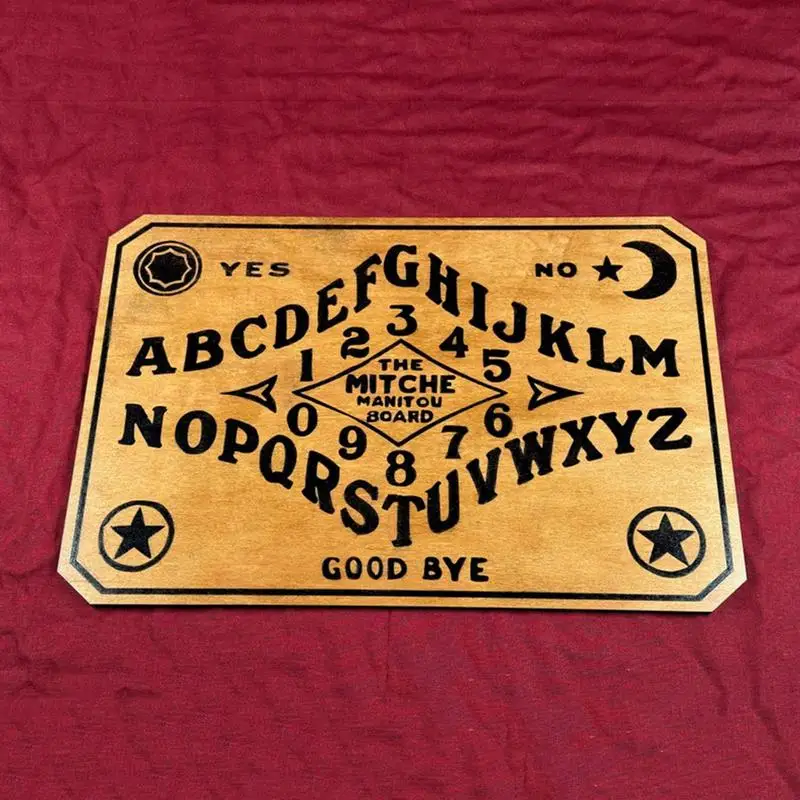 YES NO
ABCDEFGHIJKLM
1 2 3 4 5
THE
MITCHE
MANITOU
BOARD
0 9 8 7 6
NOPQRSTUVWXYZ
GOOD BYE